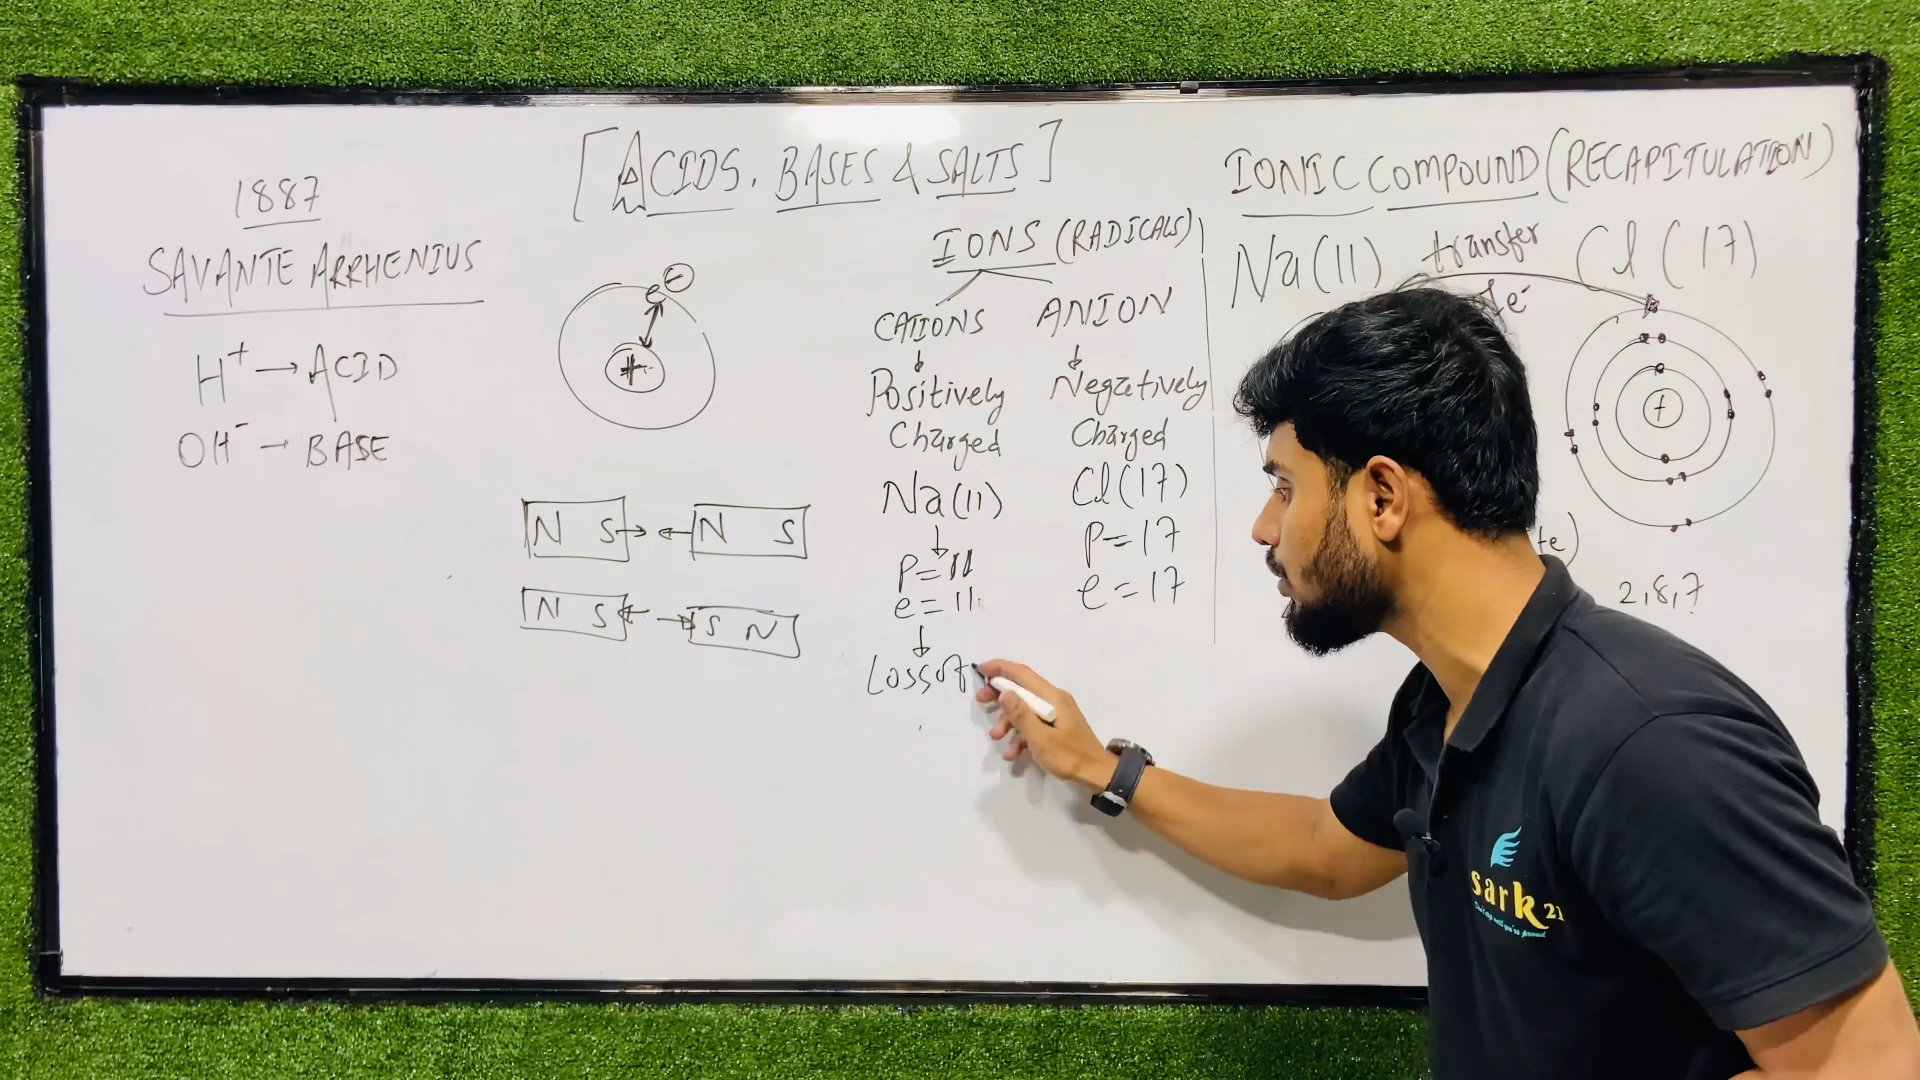 [ACIDS, BASES & SALTS]
1887
SAVANTE ARRHENIUS
H⁺ → ACID
OH⁻ → BASE
e -
+
N S → ← N S
N S ← → S N
IONS (RADICALS)
CATIONS
↓
Positively
Charged
Na(11)
↓
P=11
e=11
↓
Loss of
ANION
↓
Negatively
Charged
Cl(17)
P=17
e=17
IONIC COMPOUND (RECAPITULATION)
Na(11) transfer Cl(17)
1e⁻
+
te)
2,8,7
sark 21